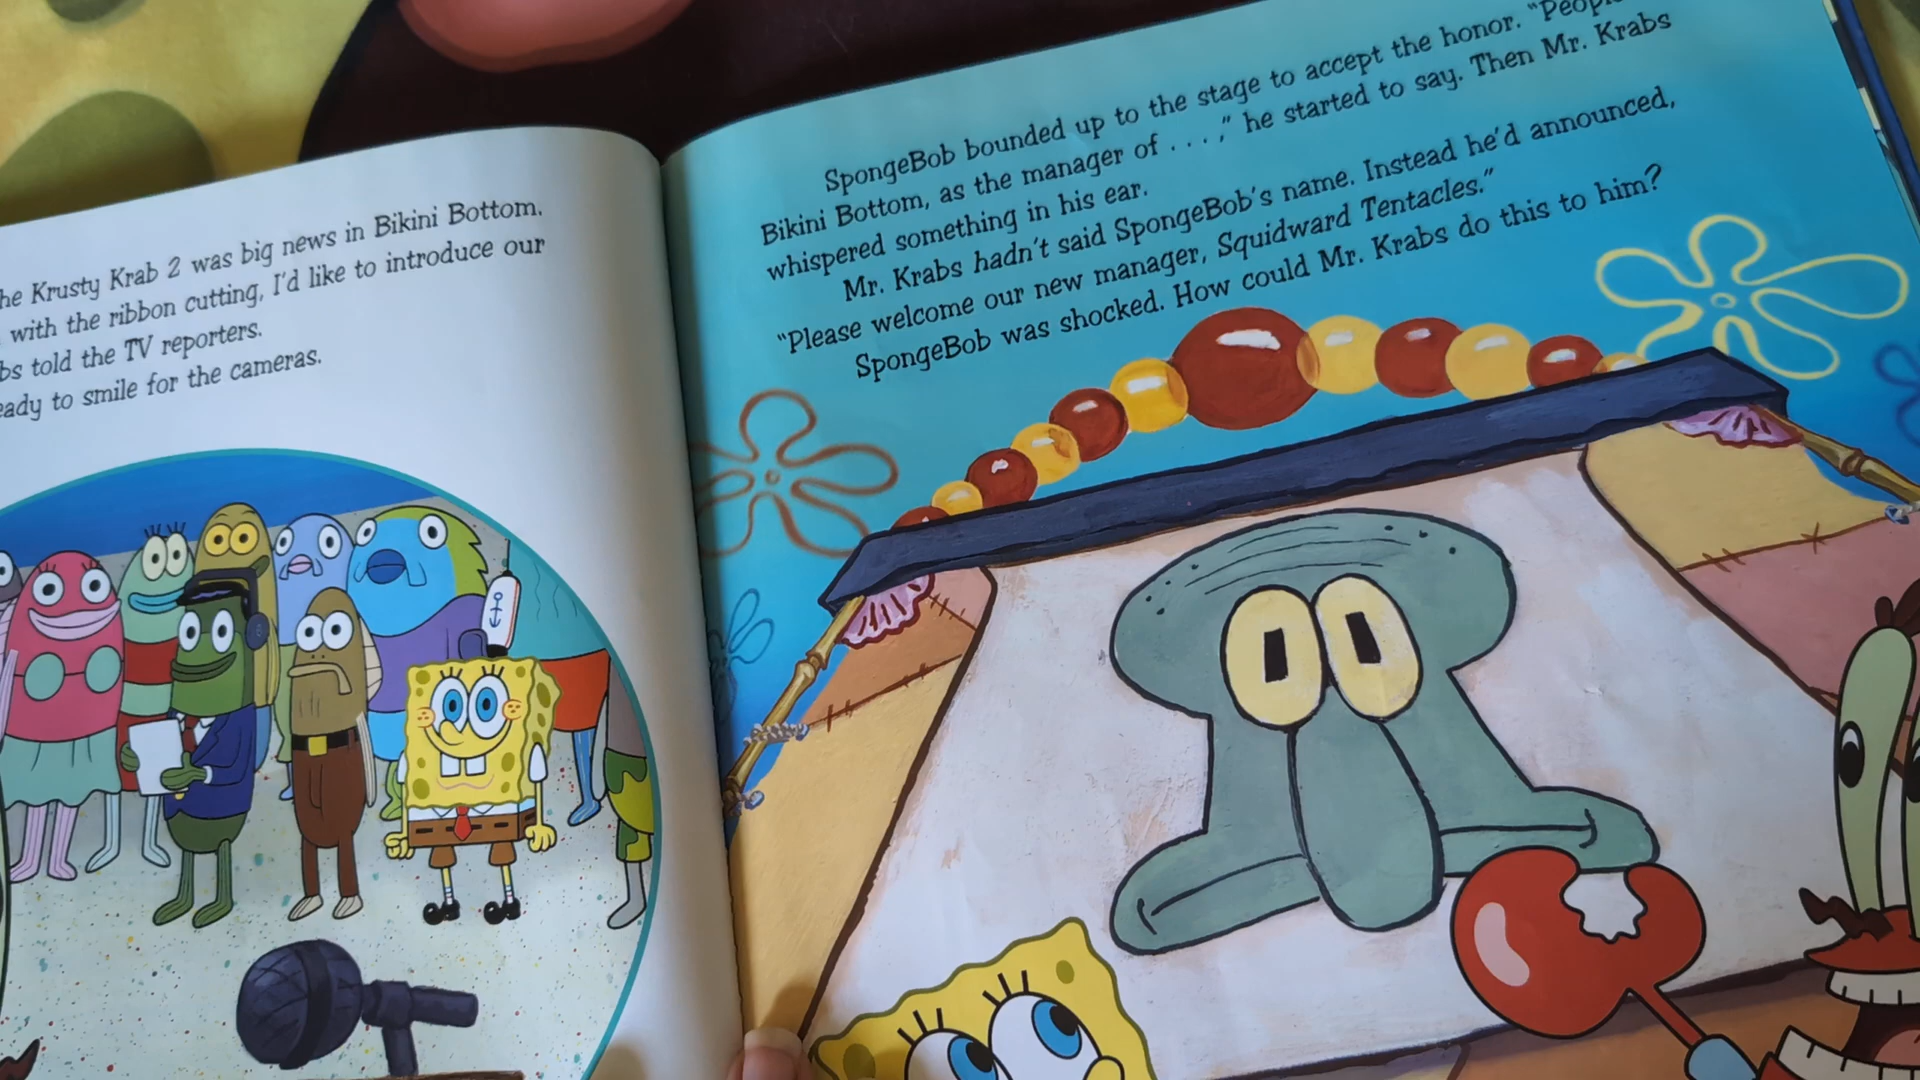 he Krusty Krab 2 was big news in Bikini Bottom.
with the ribbon cutting, I'd like to introduce our
bs told the TV reporters.
eady to smile for the cameras.
SpongeBob bounded up to the stage to accept the honor. "Peop
Bikini Bottom, as the manager of . . . ," he started to say. Then Mr. Krabs
whispered something in his ear.
Mr. Krabs hadn't said SpongeBob's name. Instead he'd announced,
"Please welcome our new manager, Squidward Tentacles."
SpongeBob was shocked. How could Mr. Krabs do this to him?